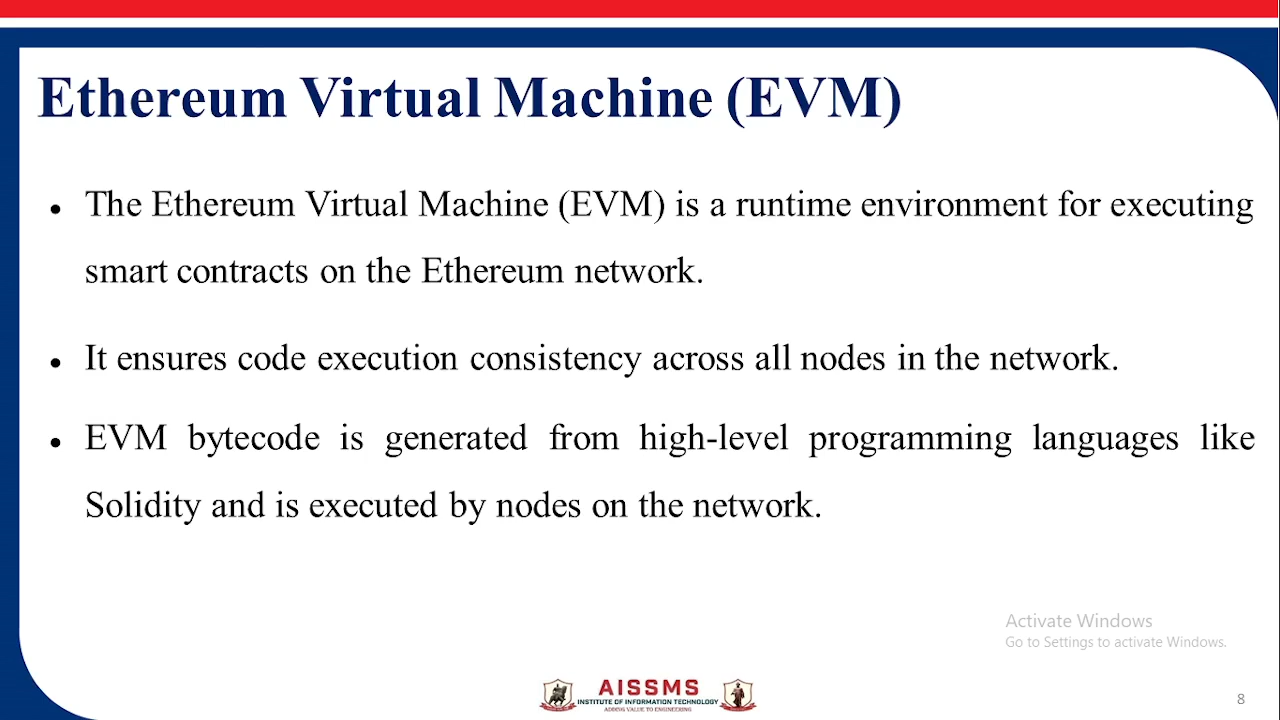 Ethereum Virtual Machine (EVM)
• The Ethereum Virtual Machine (EVM) is a runtime environment for executing
smart contracts on the Ethereum network.
• It ensures code execution consistency across all nodes in the network.
• EVM bytecode is generated from high-level programming languages like
Solidity and is executed by nodes on the network.
Activate Windows
Go to Settings to activate Windows.
AISSMS
INSTITUTE OF INFORMATION TECHNOLOGY
ADDING VALUE TO ENGINEERING
8